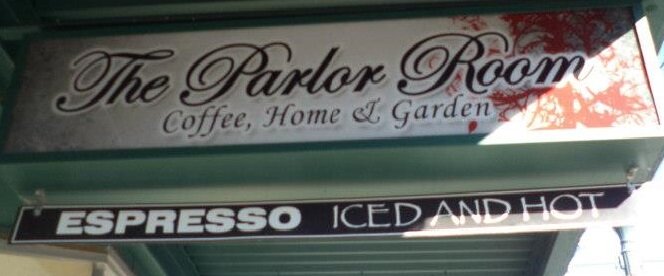 The Parlor Room
Coffee, Home & Garden
ESPRESSO ICED AND HOT